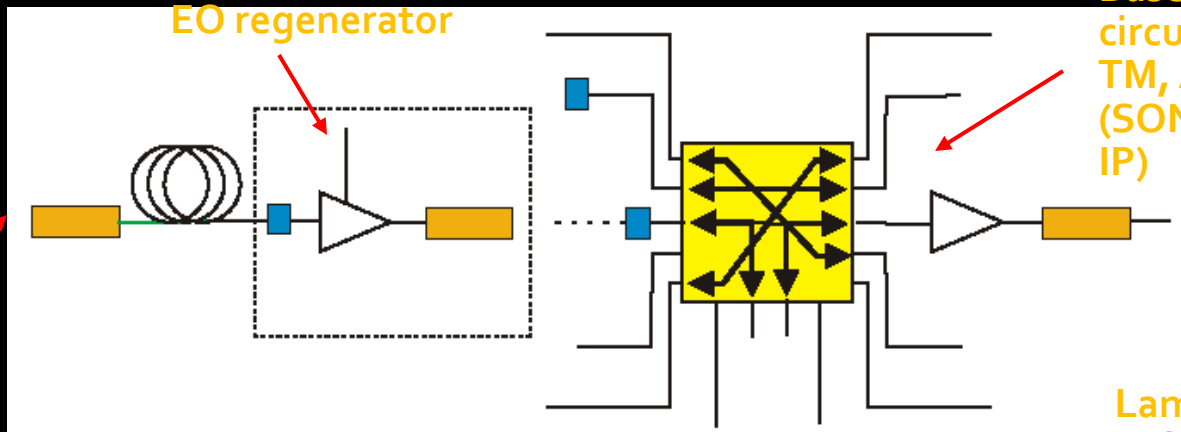 EO regenerator
circu
TM,
(SON
IP)
Lam